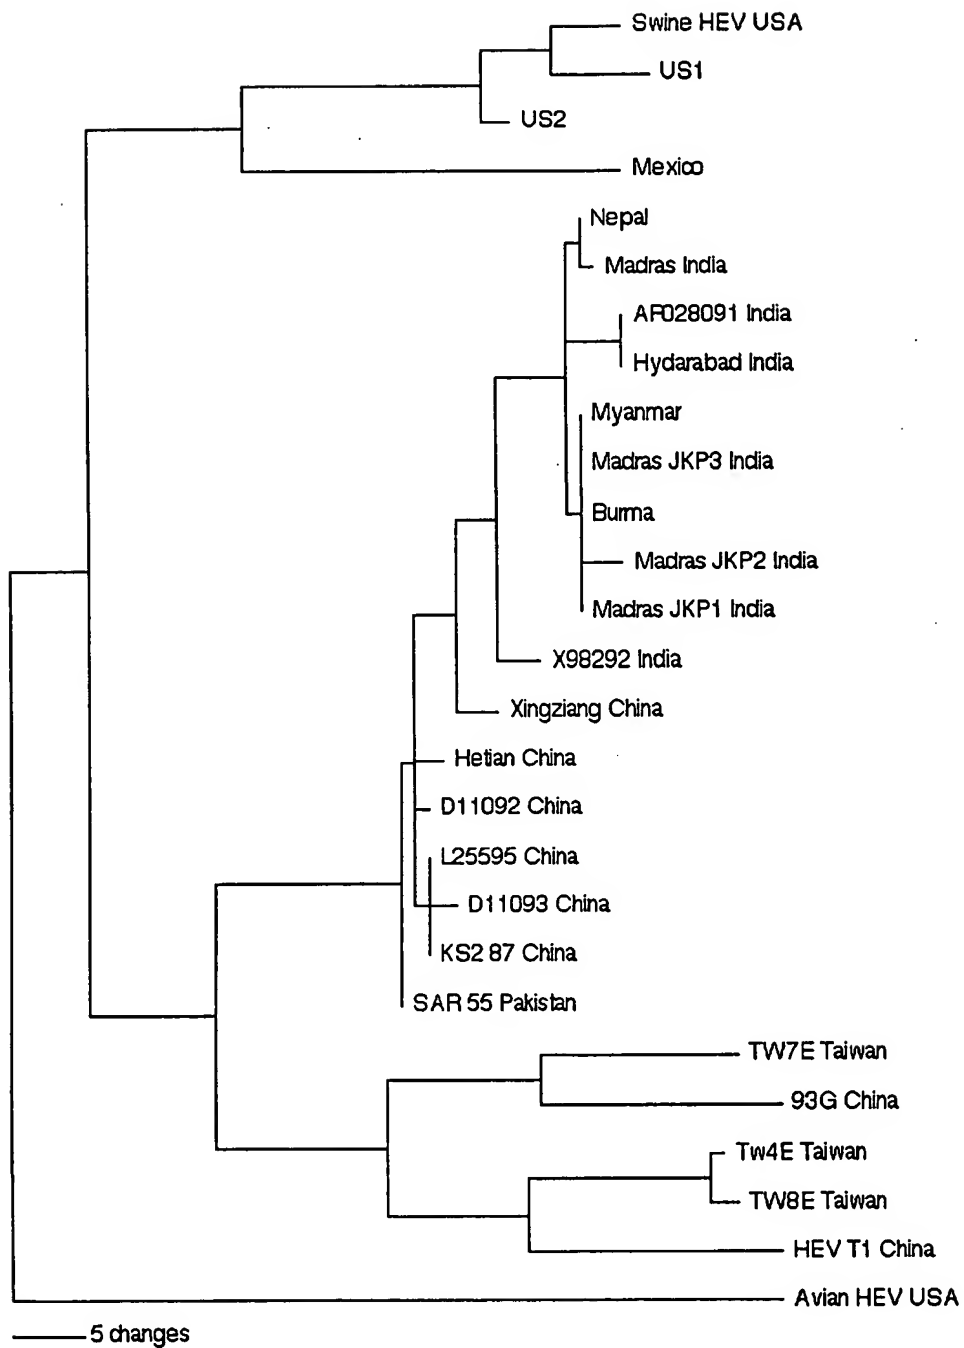 Swine HEV USA
US1
US2
Mexico
Nepal
Madras India
AF028091 India
Hydarabad India
Myanmar
Madras JKP3 India
Burma
Madras JKP2 India
Madras JKP1 India
X98292 India
Xingziang China
Hetian China
D11092 China
L25595 China
D11093 China
KS2 87 China
SAR 55 Pakistan
TW7E Taiwan
93G China
Tw4E Taiwan
TW8E Taiwan
HEV T1 China
Avian HEV USA
5 changes